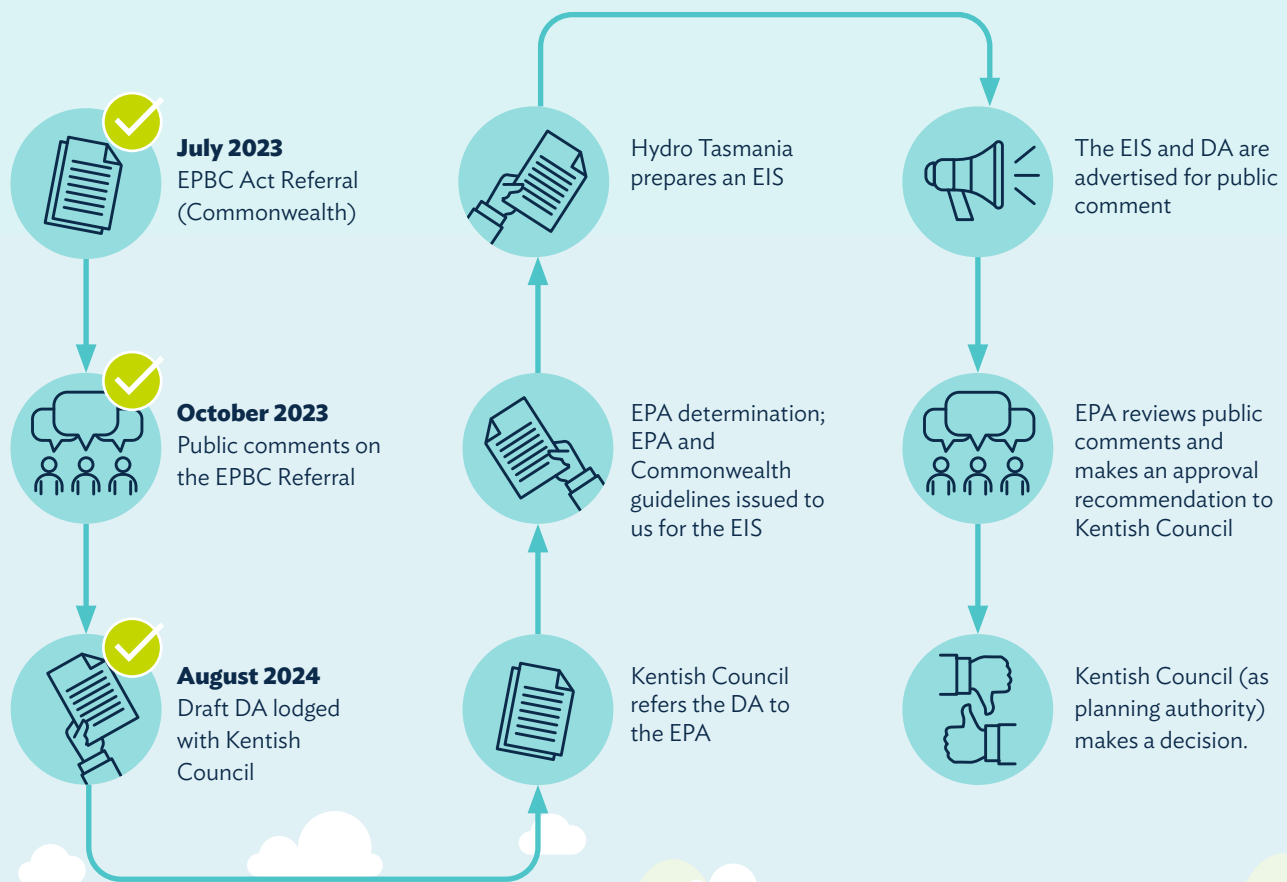 July 2023
EPBC Act Referral
(Commonwealth)
October 2023
Public comments on
the EPBC Referral
August 2024
Draft DA lodged
with Kentish
Council
Kentish Council
refers the DA to
the EPA
EPA determination;
EPA and
Commonwealth
guidelines issued to
us for the EIS
Hydro Tasmania
prepares an EIS
The EIS and DA are
advertised for public
comment
EPA reviews public
comments and
makes an approval
recommendation to
Kentish Council
Kentish Council (as
planning authority)
makes a decision.